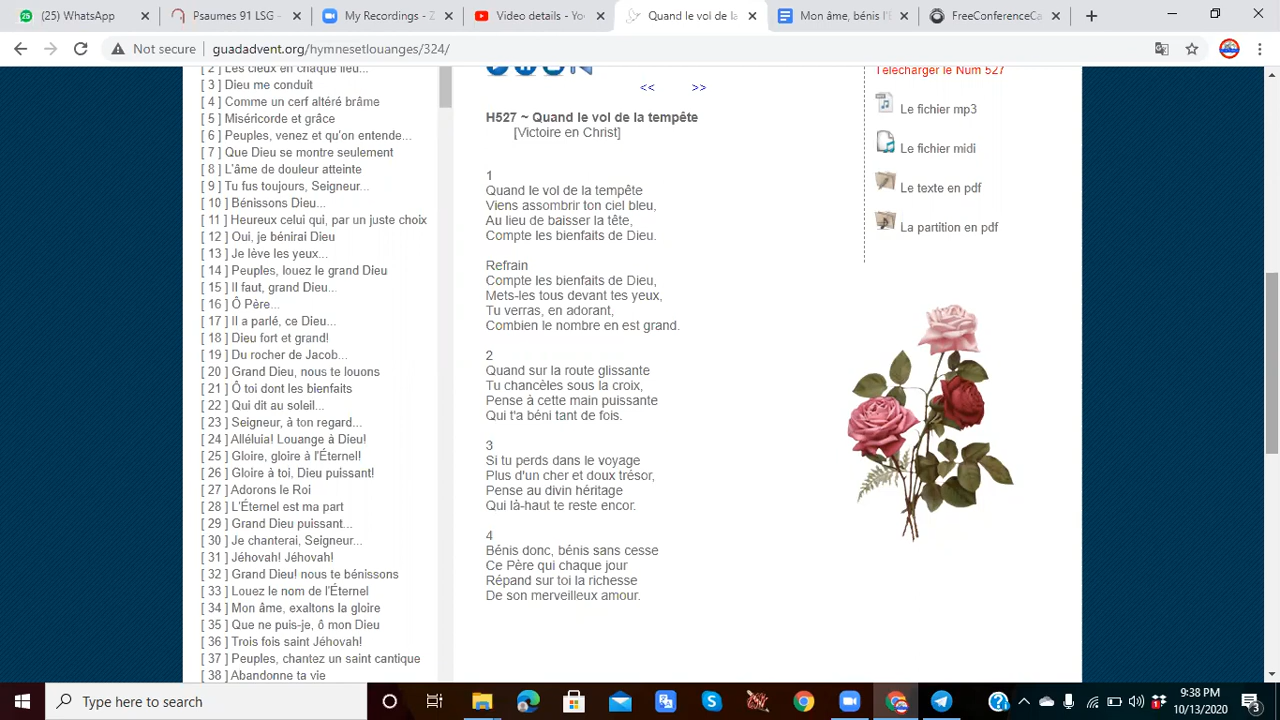 (25) WhatsApp
Psaumes 91 LSG -
My Recordings - Z
Video details - Yo
Quand le vol de la
Mon âme, bénis l'E
FreeConferenceCa
Not secure
guadadvent.org/hymnesetlouanges/324/
[ 2 ] Les cieux en chaque lieu...
[ 3 ] Dieu me conduit
[ 4 ] Comme un cerf altéré brâme
[ 5 ] Miséricorde et grâce
[ 6 ] Peuples, venez et qu'on entende...
[ 7 ] Que Dieu se montre seulement
[ 8 ] L'âme de douleur atteinte
[ 9 ] Tu fus toujours, Seigneur...
[ 10 ] Bénissons Dieu...
[ 11 ] Heureux celui qui, par un juste choix
[ 12 ] Oui, je bénirai Dieu
[ 13 ] Je lève les yeux...
[ 14 ] Peuples, louez le grand Dieu
[ 15 ] Il faut, grand Dieu...
[ 16 ] Ô Père...
[ 17 ] Il a parlé, ce Dieu...
[ 18 ] Dieu fort et grand!
[ 19 ] Du rocher de Jacob...
[ 20 ] Grand Dieu, nous te louons
[ 21 ] Ô toi dont les bienfaits
[ 22 ] Qui dit au soleil...
[ 23 ] Seigneur, à ton regard...
[ 24 ] Alléluia! Louange à Dieu!
[ 25 ] Gloire, gloire à l'Éternel!
[ 26 ] Gloire à toi, Dieu puissant!
[ 27 ] Adorons le Roi
[ 28 ] L'Éternel est ma part
[ 29 ] Grand Dieu puissant...
[ 30 ] Je chanterai, Seigneur...
[ 31 ] Jéhovah! Jéhovah!
[ 32 ] Grand Dieu! nous te bénissons
[ 33 ] Louez le nom de l'Éternel
[ 34 ] Mon âme, exaltons la gloire
[ 35 ] Que ne puis-je, ô mon Dieu
[ 36 ] Trois fois saint Jéhovah!
[ 37 ] Peuples, chantez un saint cantique
[ 38 ] Abandonne ta vie
<< >>
H527 ~ Quand le vol de la tempête
[Victoire en Christ]
1
Quand le vol de la tempête
Viens assombrir ton ciel bleu,
Au lieu de baisser la tête,
Compte les bienfaits de Dieu.
Refrain
Compte les bienfaits de Dieu,
Mets-les tous devant tes yeux,
Tu verras, en adorant,
Combien le nombre en est grand.
2
Quand sur la route glissante
Tu chancèles sous la croix,
Pense à cette main puissante
Qui t'a béni tant de fois.
3
Si tu perds dans le voyage
Plus d'un cher et doux trésor,
Pense au divin héritage
Qui là-haut te reste encor.
4
Bénis donc, bénis sans cesse
Ce Père qui chaque jour
Répand sur toi la richesse
De son merveilleux amour.
Télécharger le Num 527
Le fichier mp3
Le fichier midi
Le texte en pdf
La partition en pdf
Type here to search
9:38 PM
10/13/2020
3